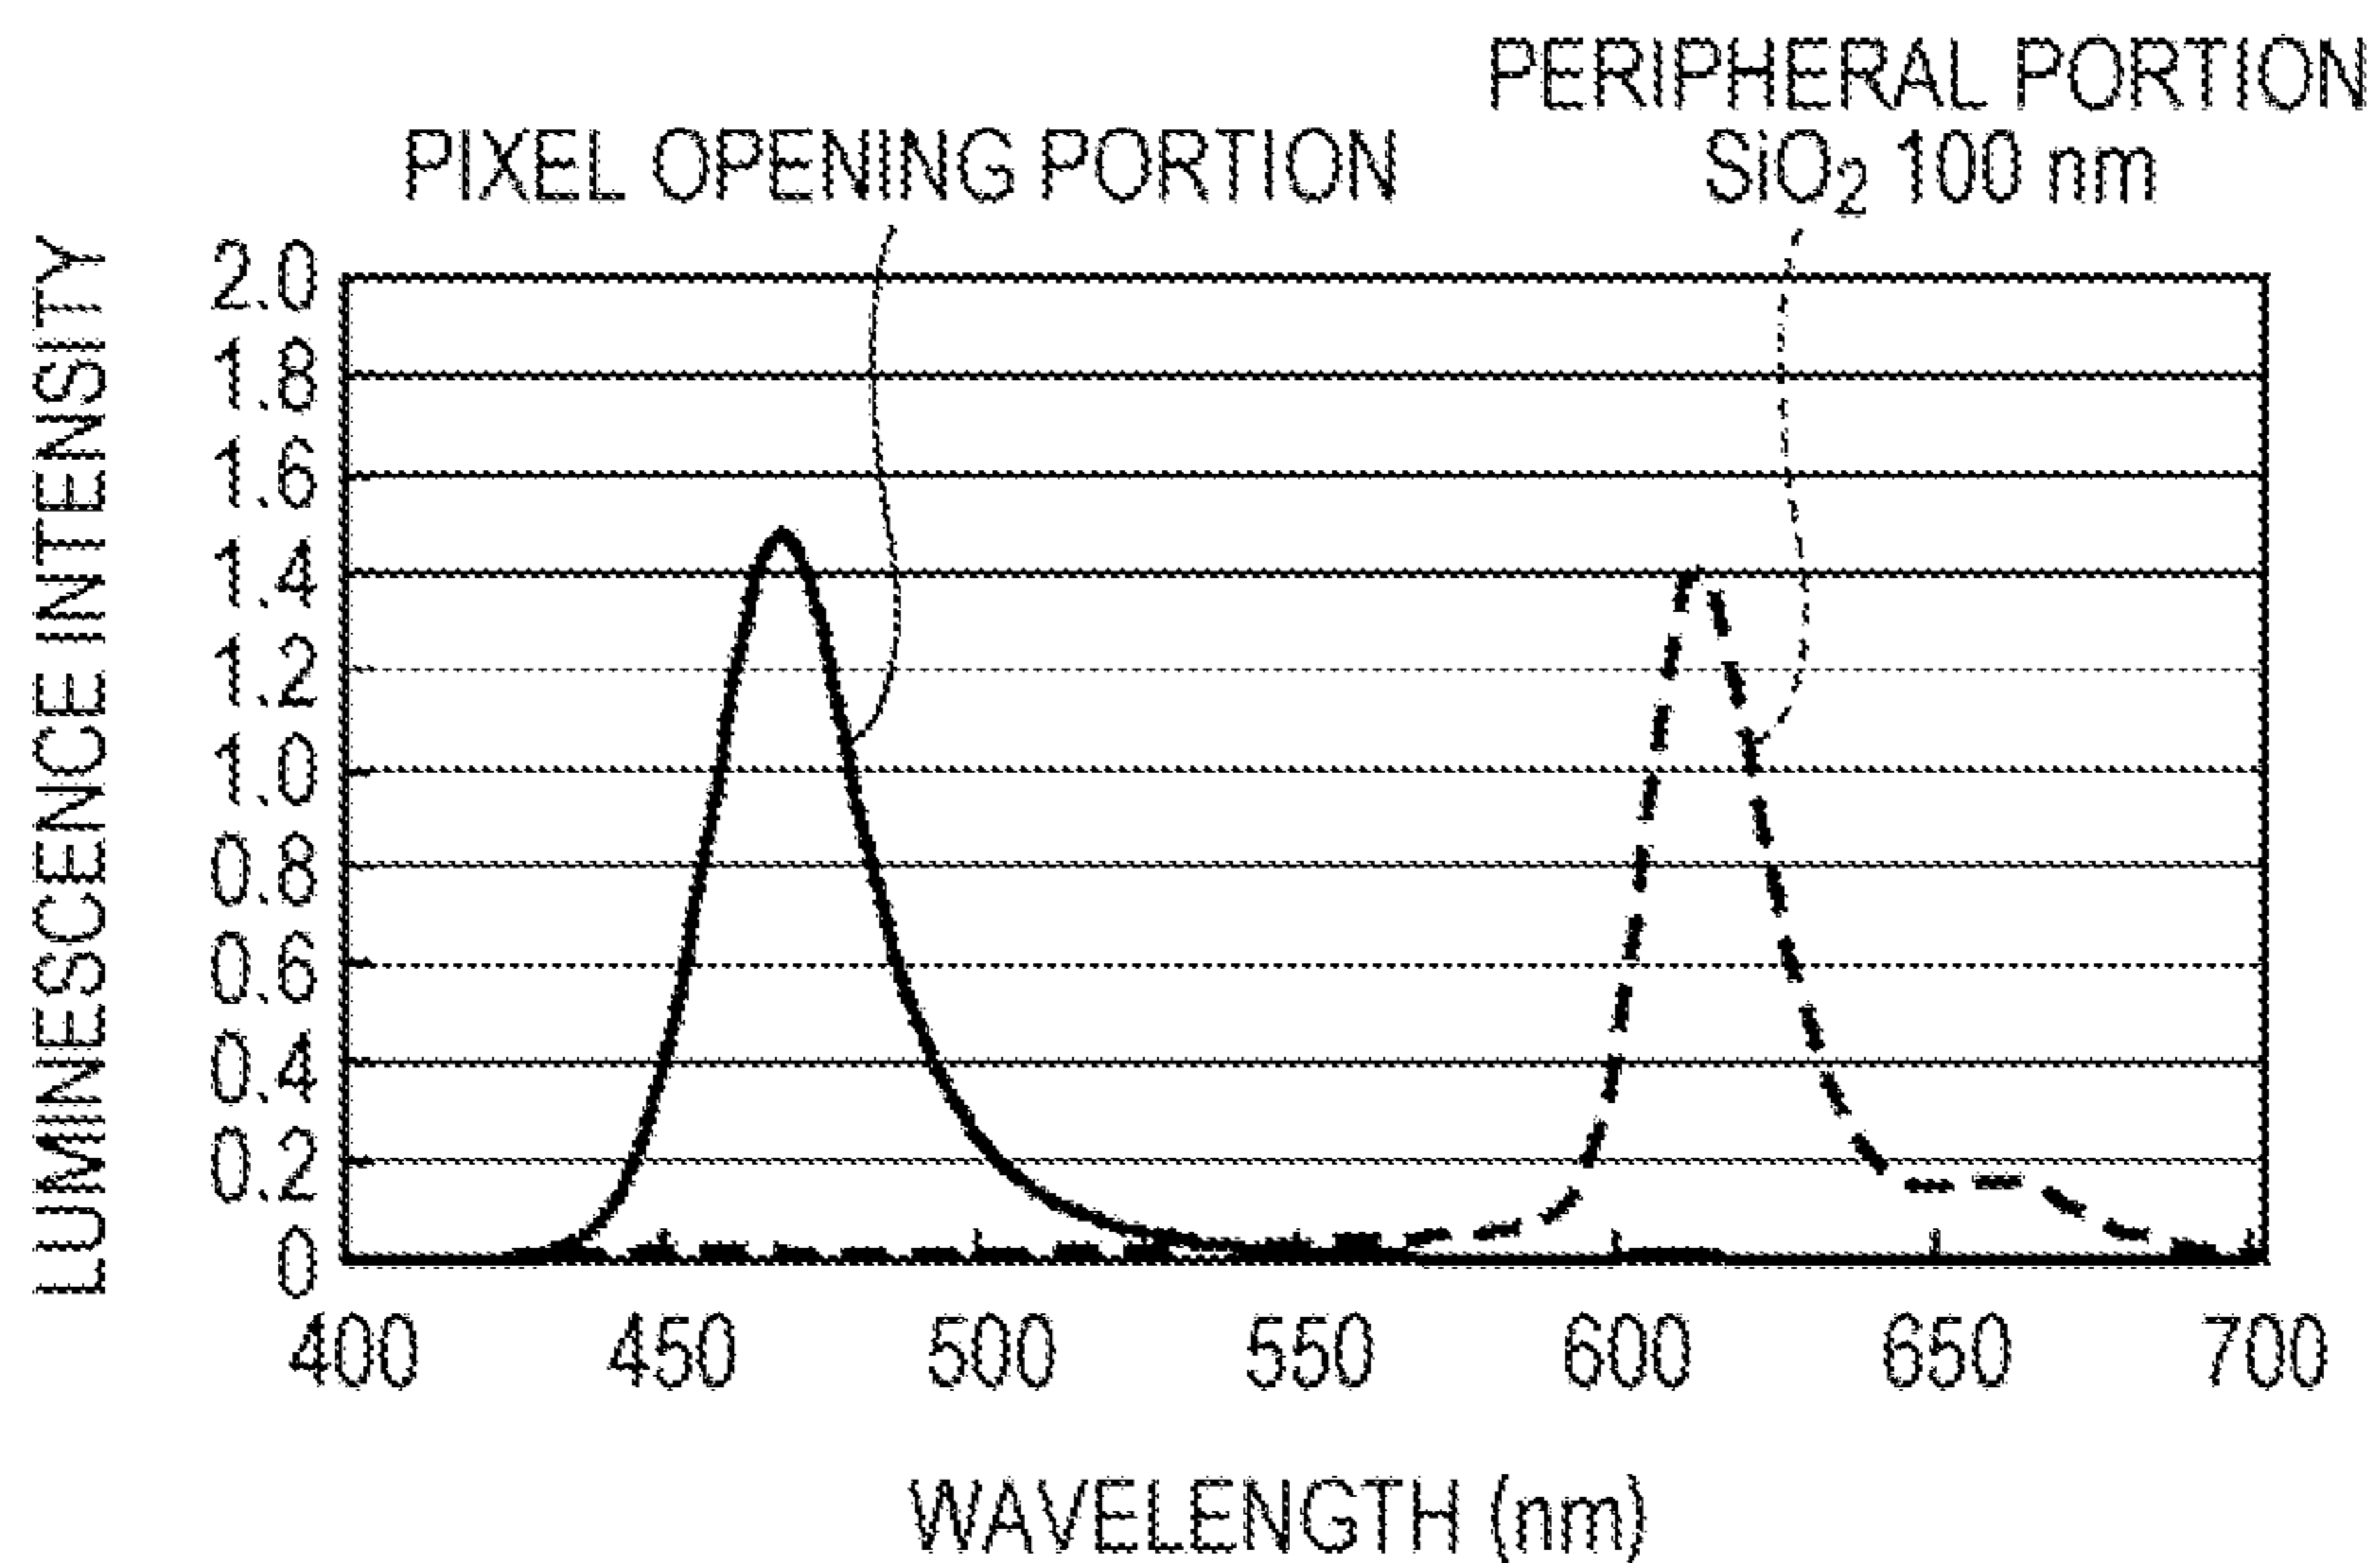 PERIPHERAL PORTION
SiO₂ 100 nm
PIXEL OPENING PORTION
LUMINESCENCE INTENSITY
2.0
1.8
1.6
1.4
1.2
1.0
0.8
0.6
0.4
0.2
0
400 450 500 550 600 650 700
WAVELENGTH (nm)